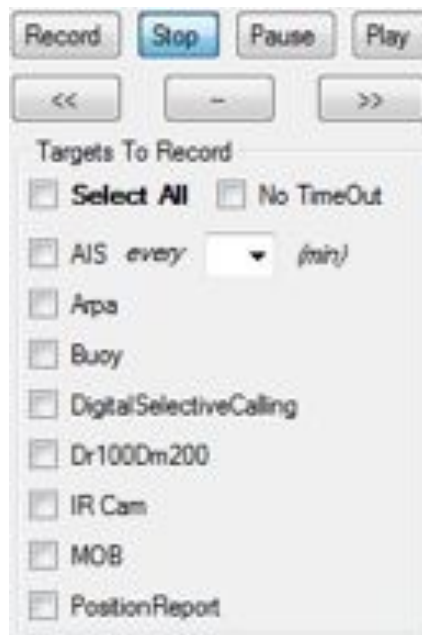 Record Stop Pause Play
<< -- >>
Targets To Record
Select All No TimeOut
AIS every (min)
Arpa
Buoy
DigitalSelectiveCalling
Dr100Dm200
IR Cam
MOB
PositionReport